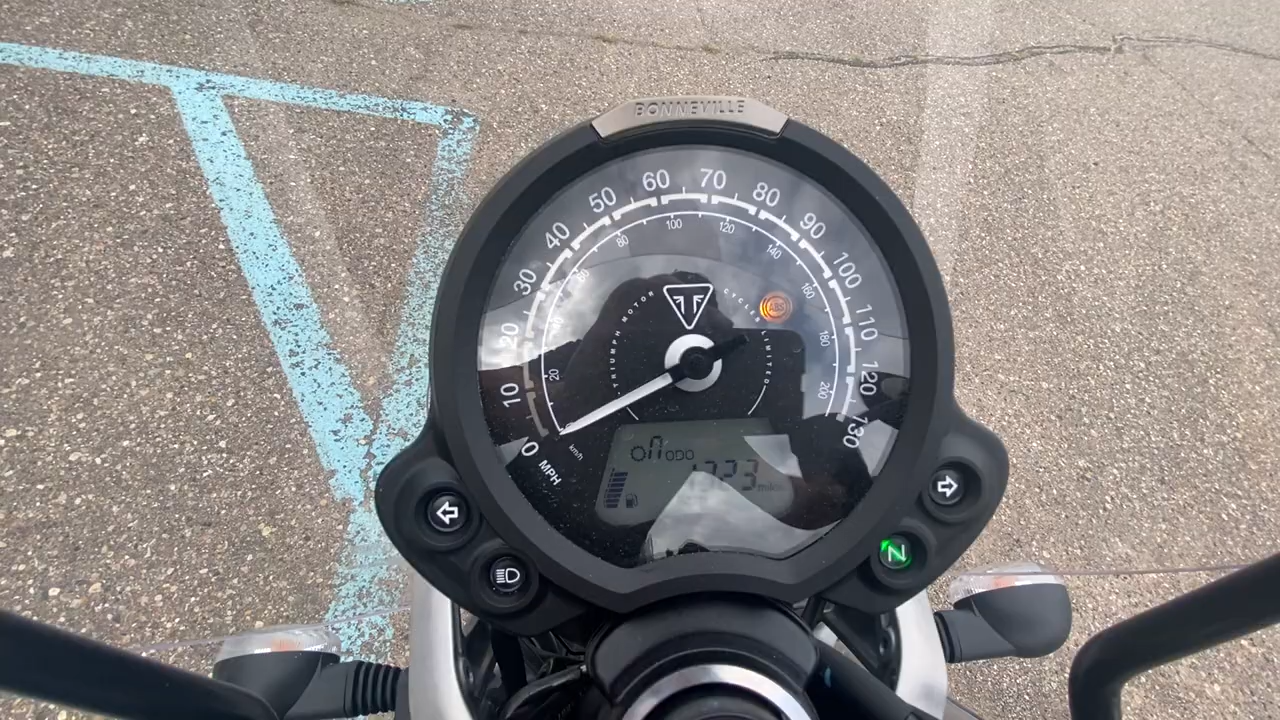 BONNEVILLE
0 10 20 30 40 50 60 70 80 90 100 110 120 130
MPH
20 80 100 120 140 160 180 200
km/h
TRIUMPH MOTOR CYCLES LIMITED
ABS
ODO
N